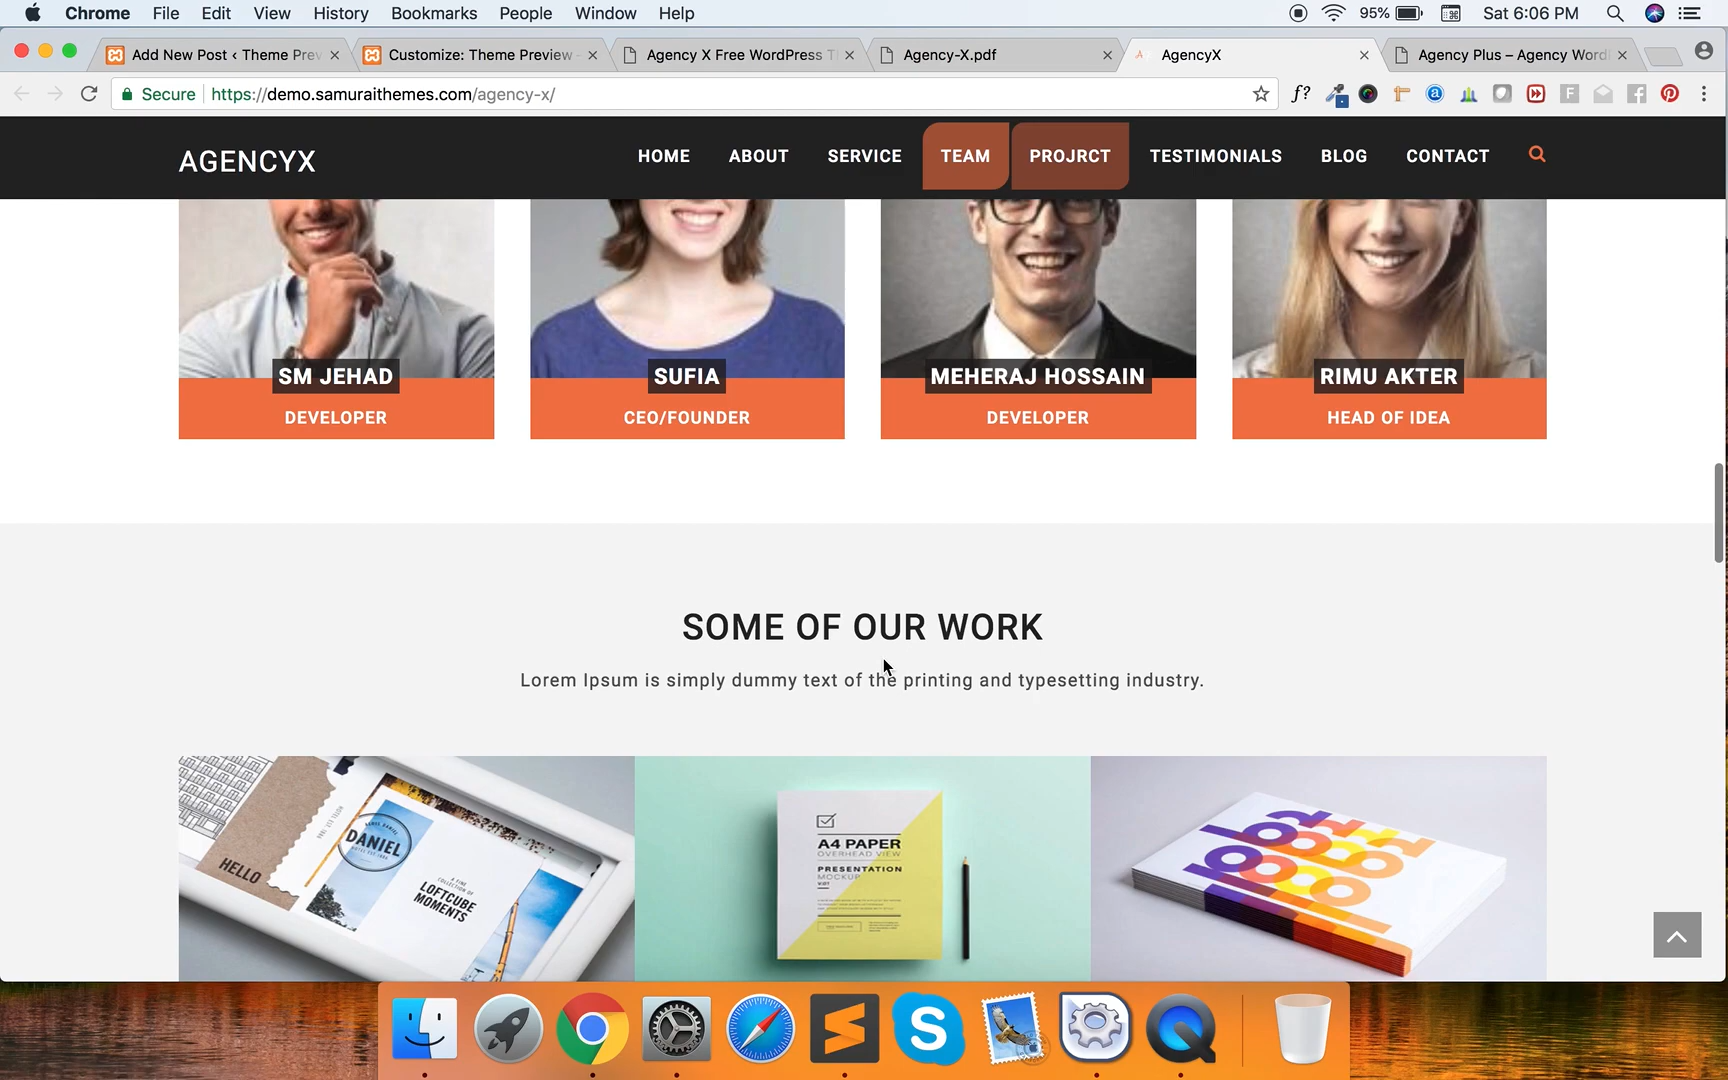 Chrome File Edit View History Bookmarks People Window Help
95% Sat 6:06 PM
Add New Post ‹ Theme Prev
Customize: Theme Preview -
Agency X Free WordPress T
Agency-X.pdf
AgencyX
Agency Plus – Agency Word
Secure https://demo.samuraithemes.com/agency-x/
f?
AGENCYX
HOME ABOUT SERVICE TEAM PROJRCT TESTIMONIALS BLOG CONTACT
SM JEHAD
DEVELOPER
SUFIA
CEO/FOUNDER
MEHERAJ HOSSAIN
DEVELOPER
RIMU AKTER
HEAD OF IDEA
SOME OF OUR WORK
Lorem Ipsum is simply dummy text of the printing and typesetting industry.
HELLO
DANIEL
A FINE
COLLECTION OF
LOFTCUBE
MOMENTS
A4 PAPER
OVERHEAD VIEW
PRESENTATION
MOCKUP